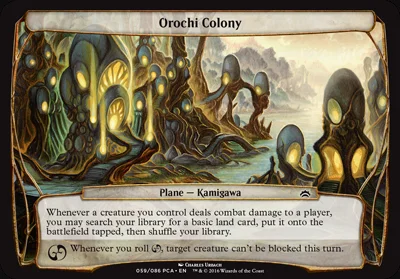 Orochi Colony
Plane — Kamigawa
Whenever a creature you control deals combat damage to a player,
you may search your library for a basic land card, put it onto the
battlefield tapped, then shuffle your library.
Whenever you roll , target creature can't be blocked this turn.
Charles Urbach
059/086 PCA • EN ™ & © 2016 Wizards of the Coast